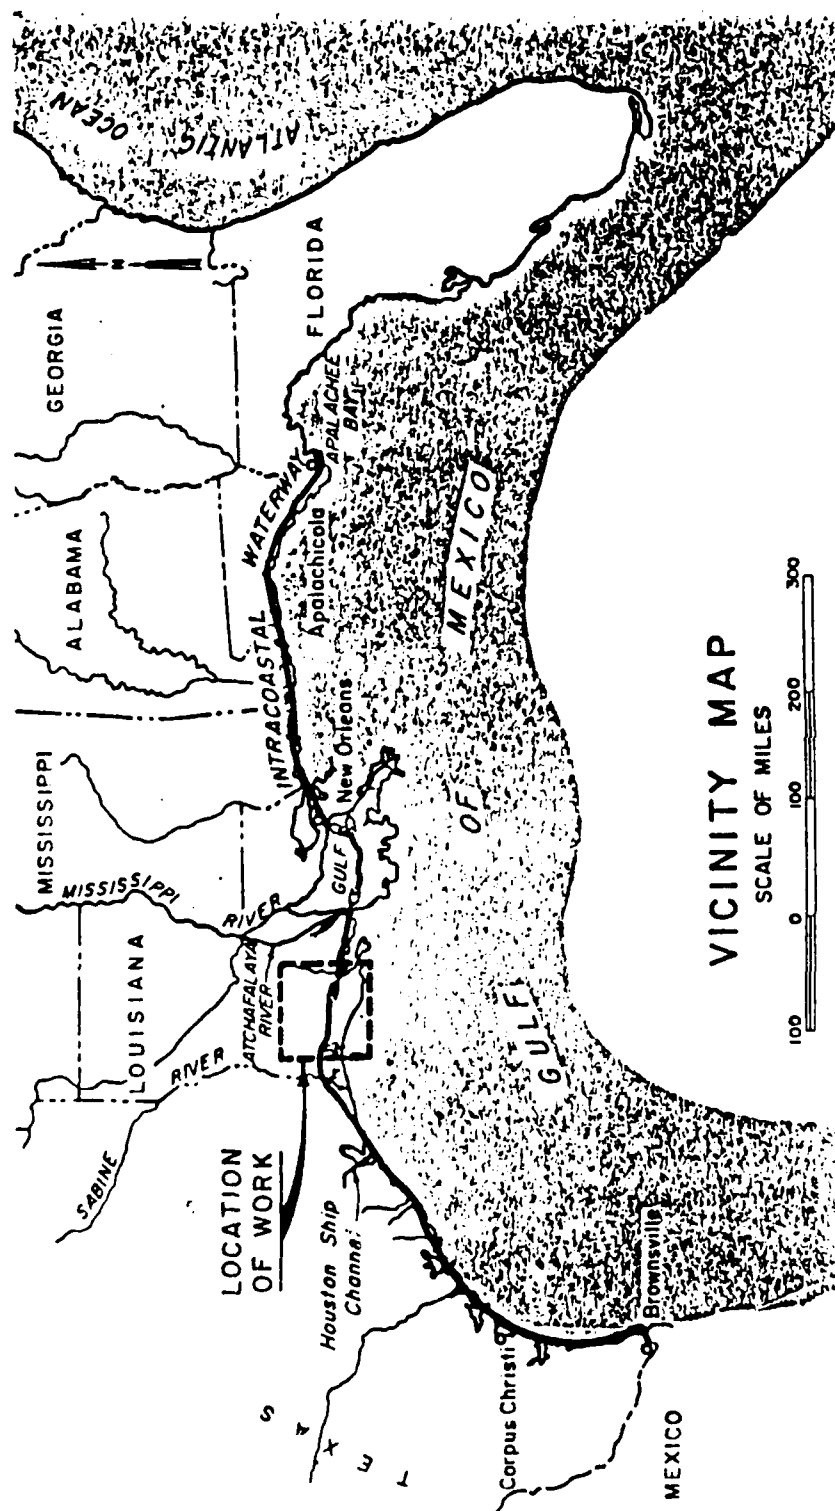 ATLANTIC
OCEAN
GEORGIA
N
FLORIDA
ALABAMA
MISSISSIPPI
MISSISSIPPI
RIVER
LOUISIANA
ATCHAFALAYA
RIVER
SABINE
RIVER
LOCATION
OF WORK
GULF
INTRACOASTAL
WATERWAY
APALACHEE
BAY
Apalachicola
New Orleans
Houston Ship
Channel
TEXAS
Corpus Christi
Brownsville
MEXICO
GULF
OF
MEXICO
VICINITY MAP
SCALE OF MILES
100 0 100 200 300